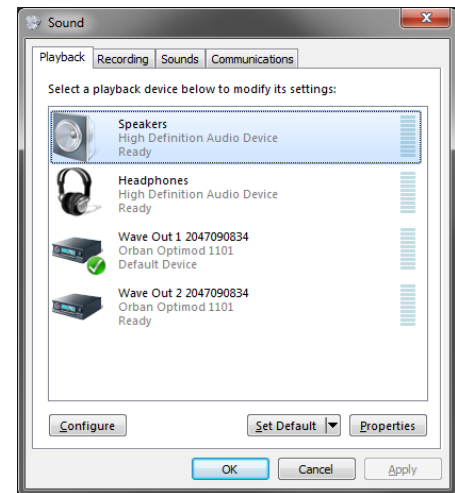 Sound
Playback Recording Sounds Communications
Select a playback device below to modify its settings:
Speakers
High Definition Audio Device
Ready
Headphones
High Definition Audio Device
Ready
Wave Out 1 2047090834
Orban Optimod 1101
Default Device
Wave Out 2 2047090834
Orban Optimod 1101
Ready
Configure Set Default Properties
OK Cancel Apply